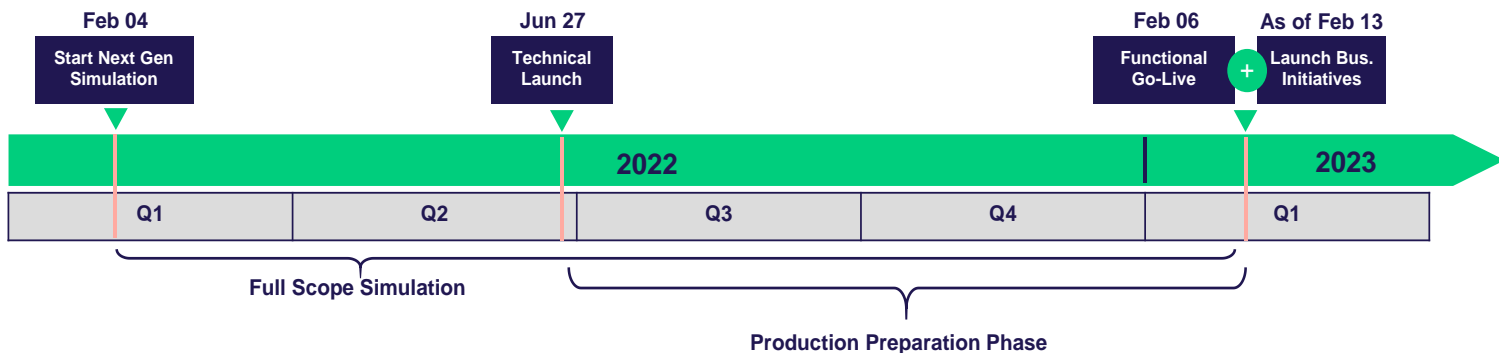 Feb 04
Jun 27
Feb 06
As of Feb 13
Start Next Gen
Simulation
Technical
Launch
Functional
Go-Live
+
Launch Bus.
Initiatives
2022
2023
Q1
Q2
Q3
Q4
Q1
Full Scope Simulation
Production Preparation Phase